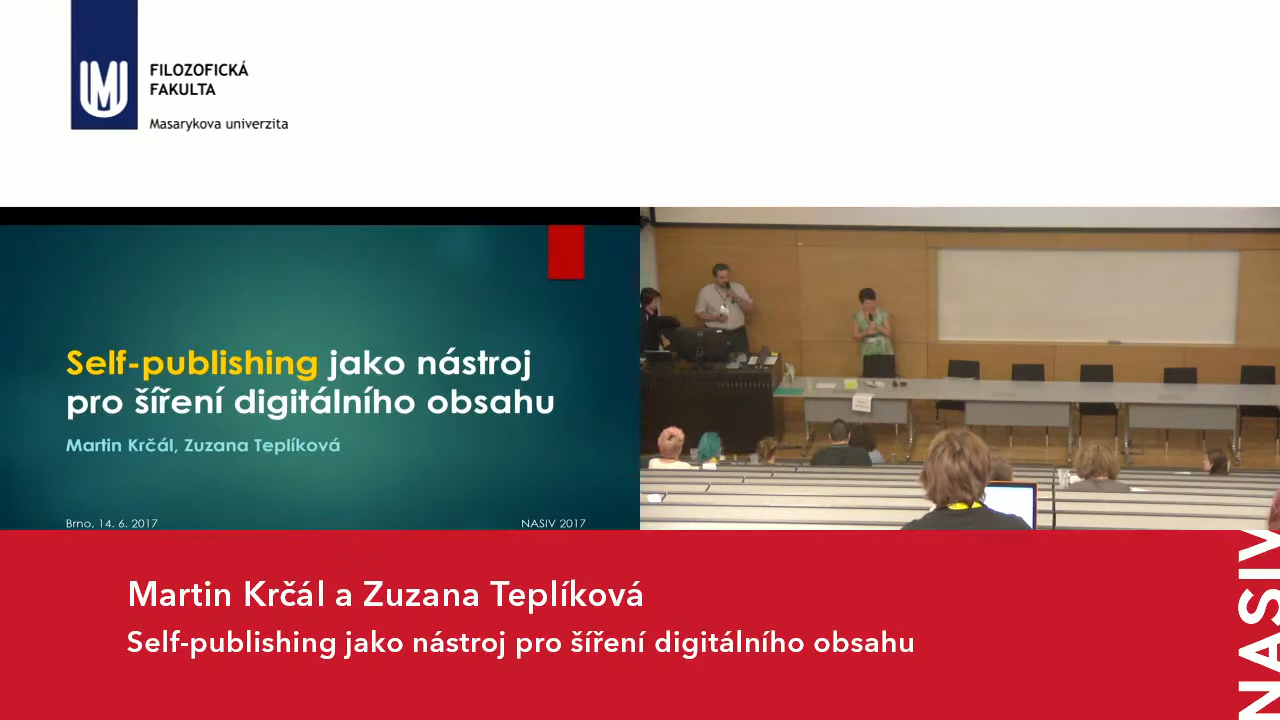 FILOZOFICKÁ
FAKULTA
Masarykova univerzita
Self-publishing jako nástroj
pro šíření digitálního obsahu
Martin Krčál, Zuzana Teplíková
Brno, 14. 6. 2017
NASIV 2017
Martin Krčál a Zuzana Teplíková
Self-publishing jako nástroj pro šíření digitálního obsahu
NASIV